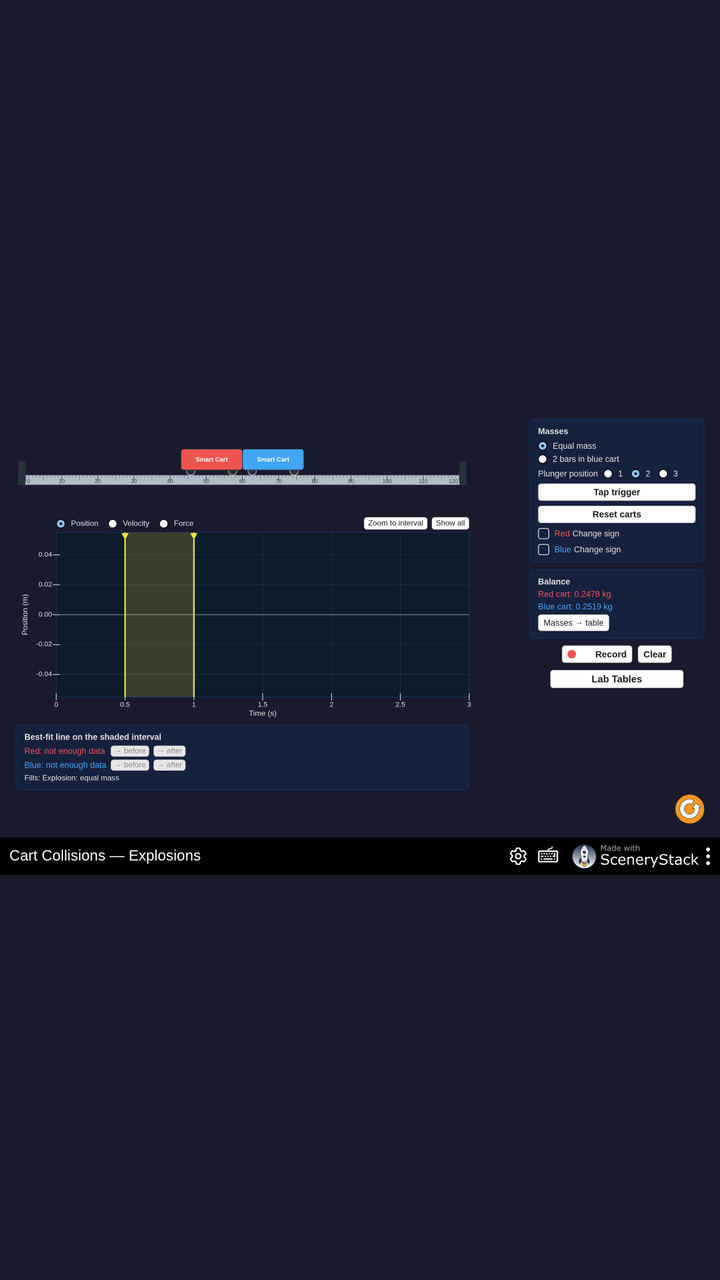 Masses
Equal mass
2 bars in blue cart
Plunger position 1 2 3
Tap trigger
Reset carts
Red Change sign
Blue Change sign
Smart Cart Smart Cart
0 10 20 30 40 50 60 70 80 90 100 110 120
Position Velocity Force Zoom to interval Show all
0.04
0.02
0.00
-0.02
-0.04
Position (m)
0 0.5 1 1.5 2 2.5 3
Time (s)
Balance
Red cart: 0.2478 kg
Blue cart: 0.2519 kg
Masses → table
Record Clear
Lab Tables
Best-fit line on the shaded interval
Red: not enough data → before → after
Blue: not enough data → before → after
Fills: Explosion: equal mass
Cart Collisions — Explosions
Made with
SceneryStack